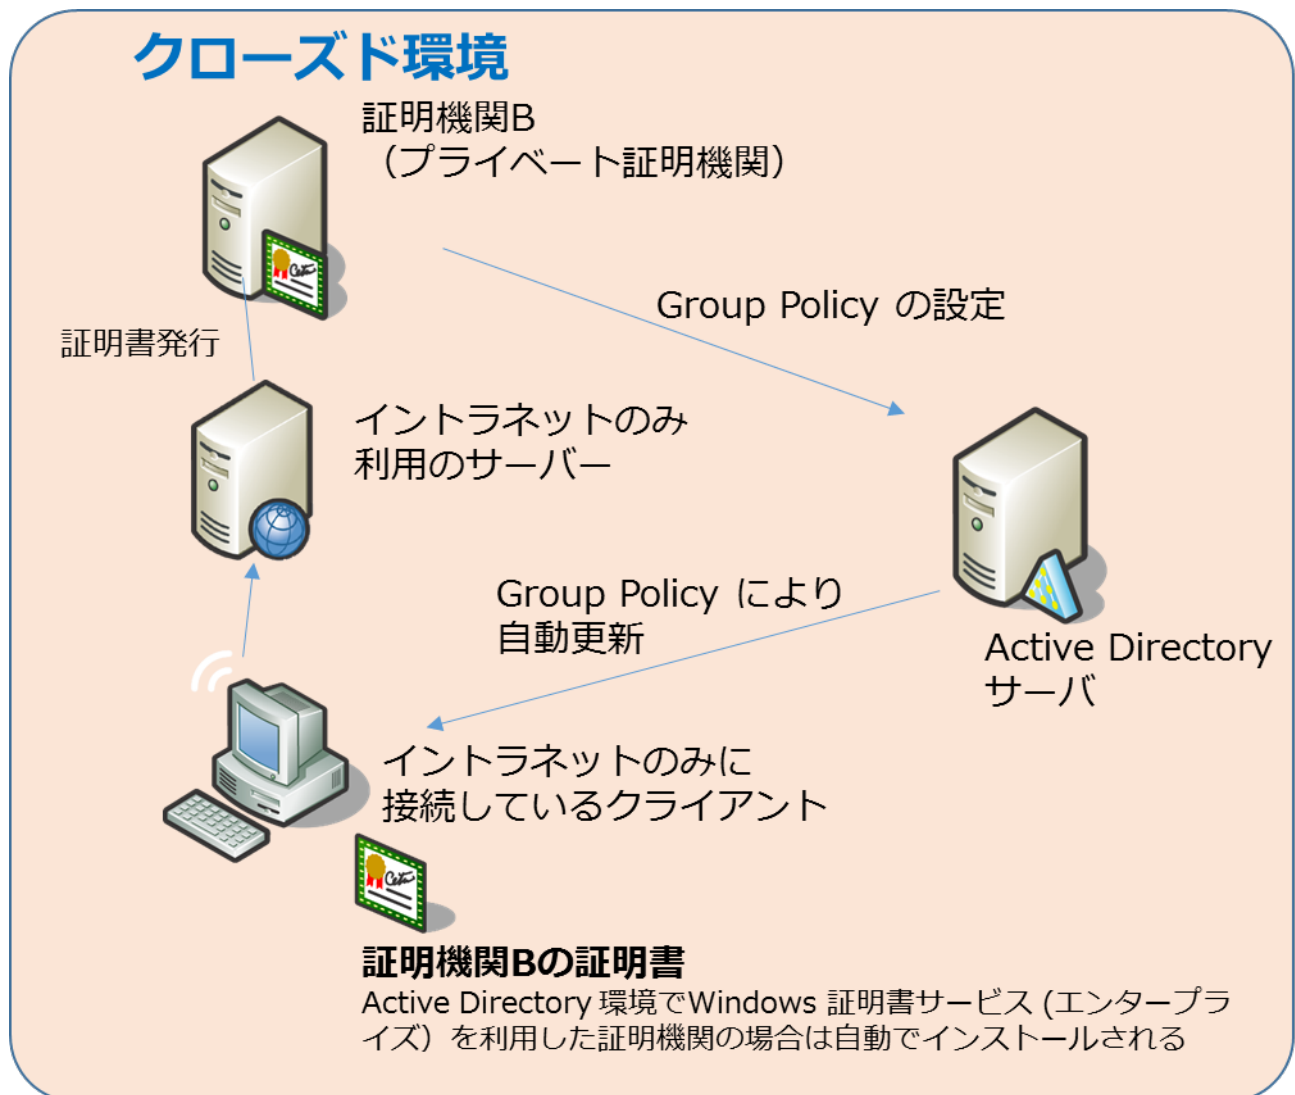 クローズド環境
証明機関B
（プライベート証明機関）
Group Policy の設定
証明書発行
イントラネットのみ
利用のサーバー
Group Policy により
自動更新
Active Directory
サーバ
イントラネットのみに
接続しているクライアント
証明機関Bの証明書
Active Directory 環境でWindows 証明書サービス (エンタープラ
イズ）を利用した証明機関の場合は自動でインストールされる